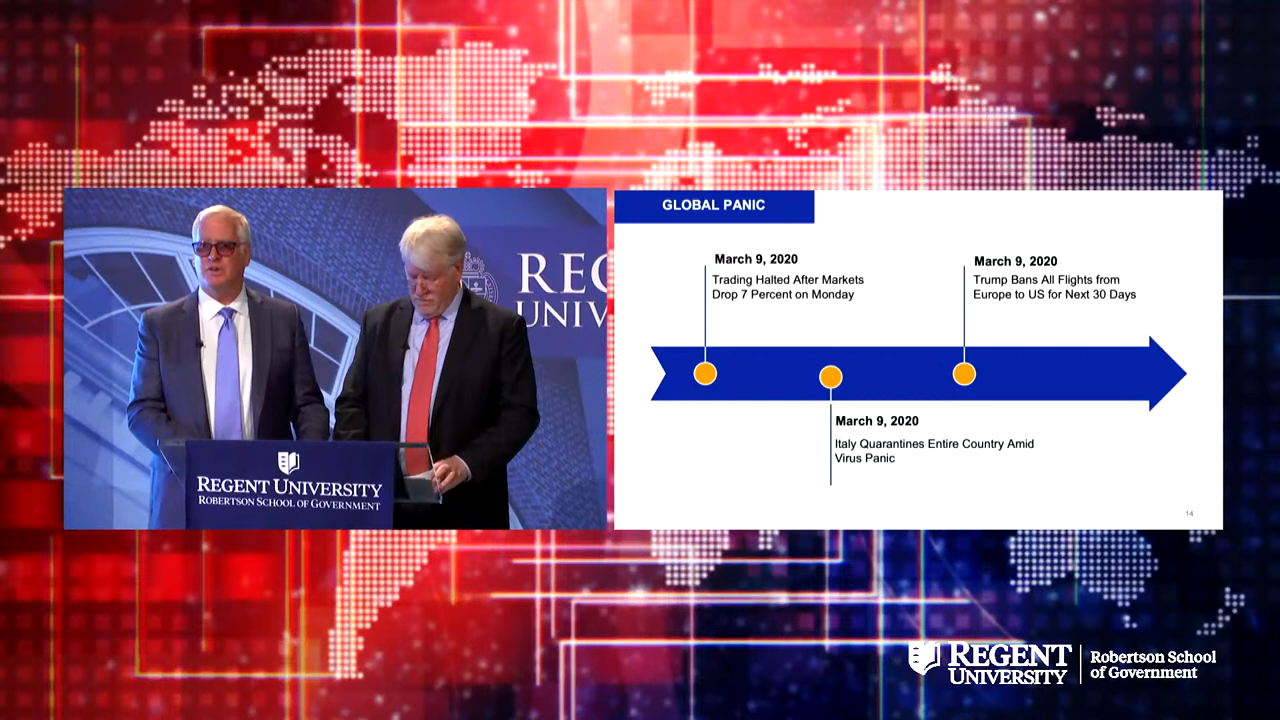 REG
UNIV
REGENT UNIVERSITY
ROBERTSON SCHOOL OF GOVERNMENT
GLOBAL PANIC
March 9, 2020
Trading Halted After Markets
Drop 7 Percent on Monday
March 9, 2020
Trump Bans All Flights from
Europe to US for Next 30 Days
March 9, 2020
Italy Quarantines Entire Country Amid
Virus Panic
14
REGENT
UNIVERSITY
Robertson School
of Government